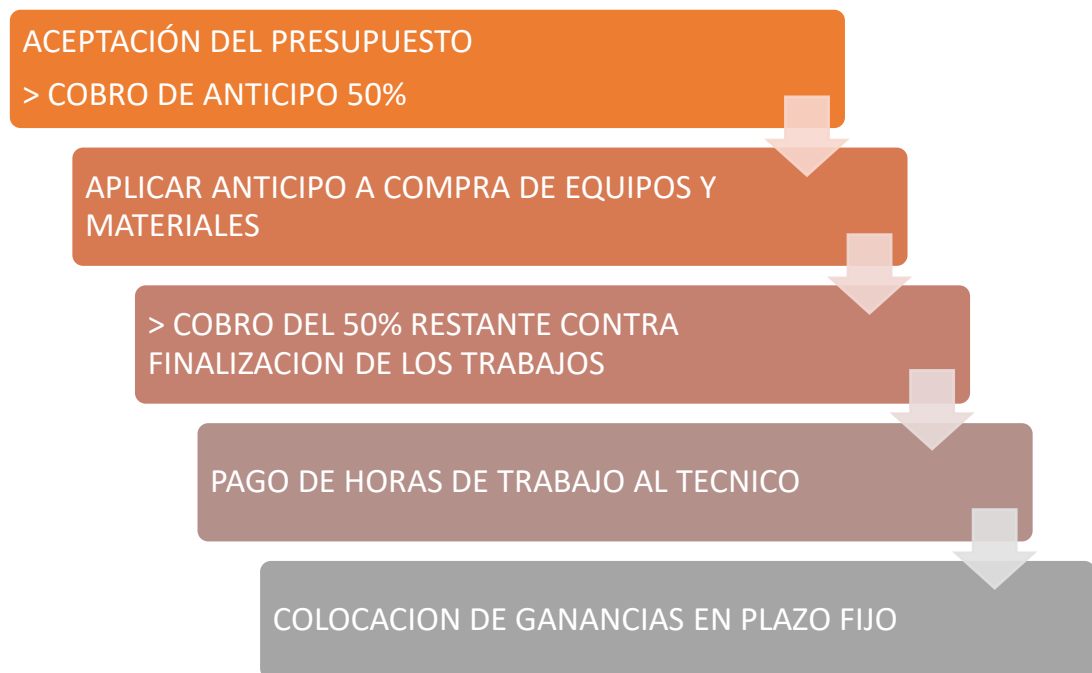 ACEPTACIÓN DEL PRESUPUESTO
> COBRO DE ANTICIPO 50%
APLICAR ANTICIPO A COMPRA DE EQUIPOS Y
MATERIALES
> COBRO DEL 50% RESTANTE CONTRA
FINALIZACION DE LOS TRABAJOS
PAGO DE HORAS DE TRABAJO AL TECNICO
COLOCACION DE GANANCIAS EN PLAZO FIJO